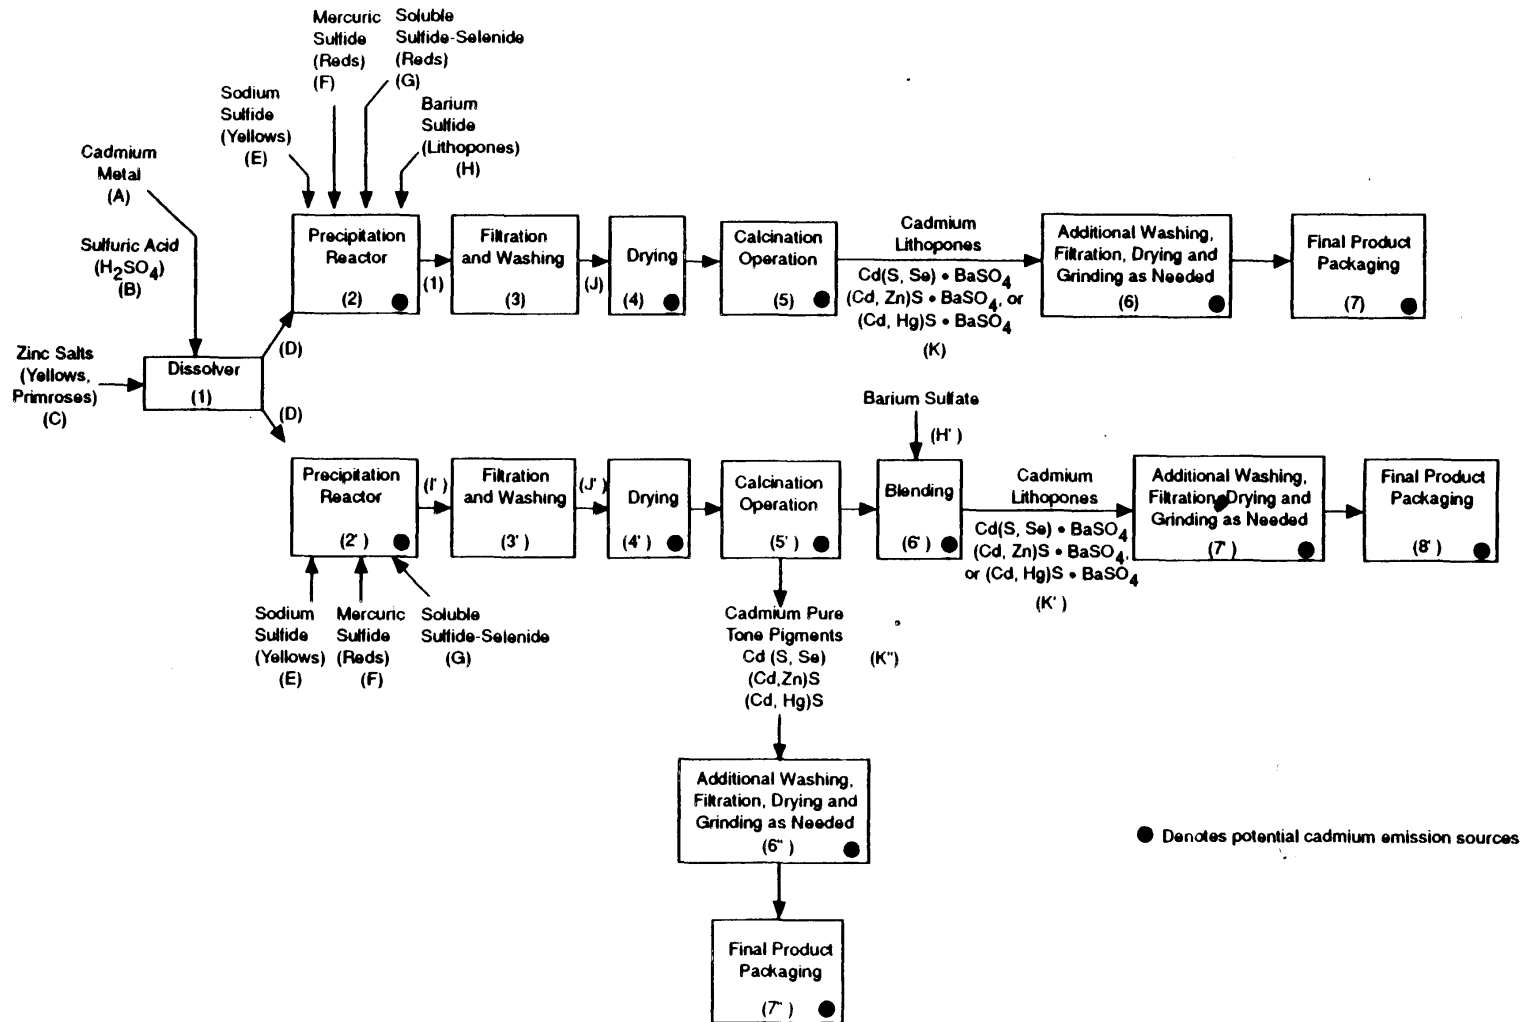 Mercuric
Sulfide
(Reds)
(F)
Soluble
Sulfide-Selenide
(Reds)
(G)
Sodium
Sulfide
(Yellows)
(E)
Barium
Sulfide
(Lithopones)
(H)
Cadmium
Metal
(A)
Sulfuric Acid
(H2SO4)
(B)
Zinc Salts
(Yellows,
Primroses)
(C)
Dissolver
(1)
(D)
(D)
Precipitation
Reactor
(2)
(1)
Filtration
and Washing
(3)
(J)
Drying
(4)
Calcination
Operation
(5)
Cadmium
Lithopones
Cd(S, Se) • BaSO4
(Cd, Zn)S • BaSO4, or
(Cd, Hg)S • BaSO4
(K)
Additional Washing,
Filtration, Drying and
Grinding as Needed
(6)
Final Product
Packaging
(7)
Precipitation
Reactor
(2')
(I')
Sodium
Sulfide
(Yellows)
(E)
Mercuric
Sulfide
(Reds)
(F)
Soluble
Sulfide-Selenide
(G)
Filtration
and Washing
(3')
(J')
Drying
(4')
Calcination
Operation
(5')
Barium Sulfate
(H')
Blending
(6')
Cadmium
Lithopones
Cd(S, Se) • BaSO4
(Cd, Zn)S • BaSO4,
or (Cd, Hg)S • BaSO4
(K')
Additional Washing,
Filtration, Drying and
Grinding as Needed
(7')
Final Product
Packaging
(8')
Cadmium Pure
Tone Pigments
Cd (S, Se)
(Cd,Zn)S
(Cd, Hg)S
(K")
Additional Washing,
Filtration, Drying and
Grinding as Needed
(6")
Final Product
Packaging
(7")
Denotes potential cadmium emission sources